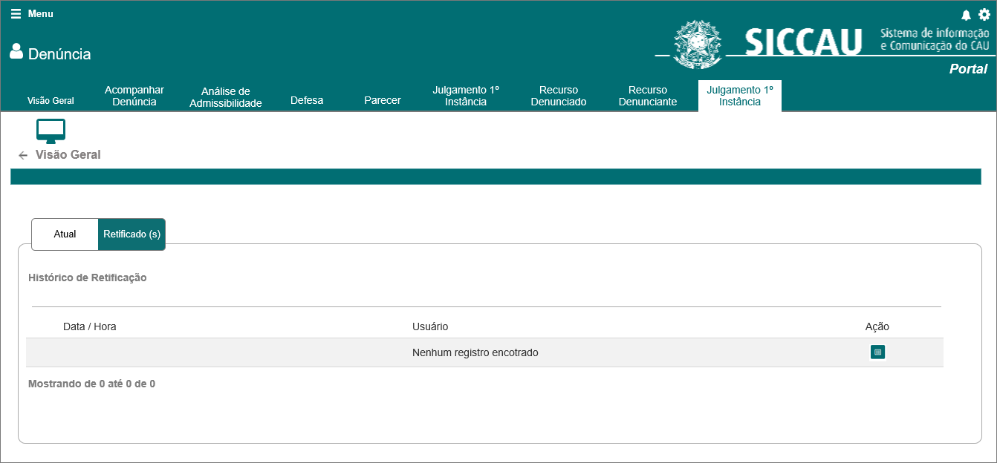 Menu
Denúncia
SICCAU
Sistema de informação
e Comunicação do CAU
Portal
Visão Geral
Acompanhar
Denúncia
Análise de
Admissibilidade
Defesa
Parecer
Julgamento 1º
Instância
Recurso
Denunciado
Recurso
Denunciante
Julgamento 1º
Instância
Visão Geral
Atual
Retificado (s)
Histórico de Retificação
Data / Hora
Usuário
Ação
Nenhum registro encotrado
Mostrando de 0 até 0 de 0